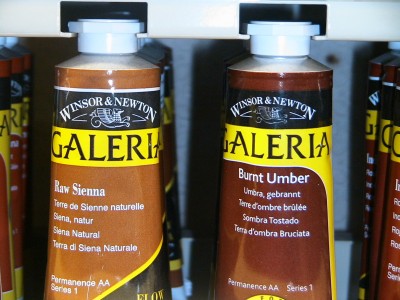 WINSOR & NEWTON
GALERIA
Raw Sienna
Terre de Sienne naturelle
Siena, natur
Siena Natural
Terra di Siena Naturale
Permanence AA
Series 1
FLOW
WINSOR & NEWTON
GALERIA
Burnt Umber
Umbra, gebrannt
Terre d'ombre brûlée
Sombra Tostado
Terra d'ombra Bruciata
Permanence AA Series 1